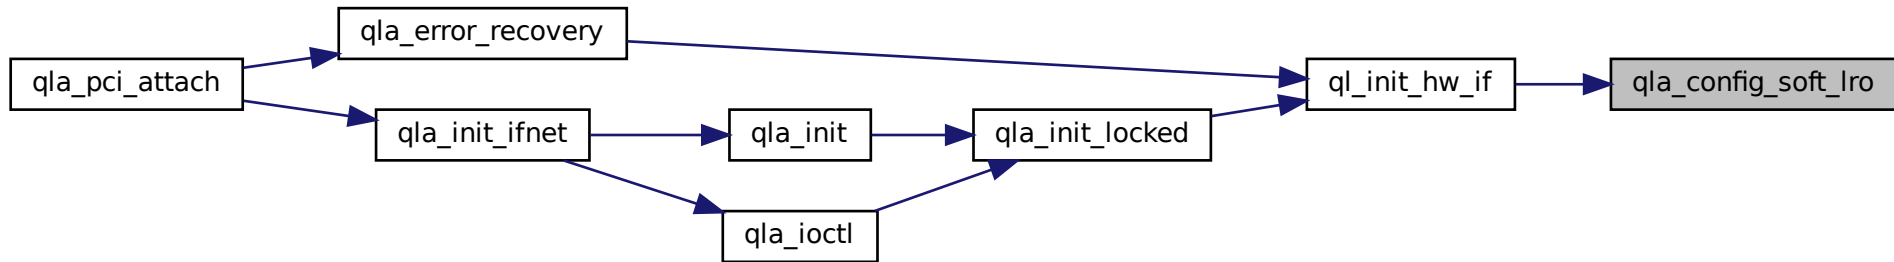 qla_error_recovery
qla_pci_attach
ql_init_hw_if
qla_config_soft_lro
qla_init_ifnet
qla_init
qla_init_locked
qla_ioctl